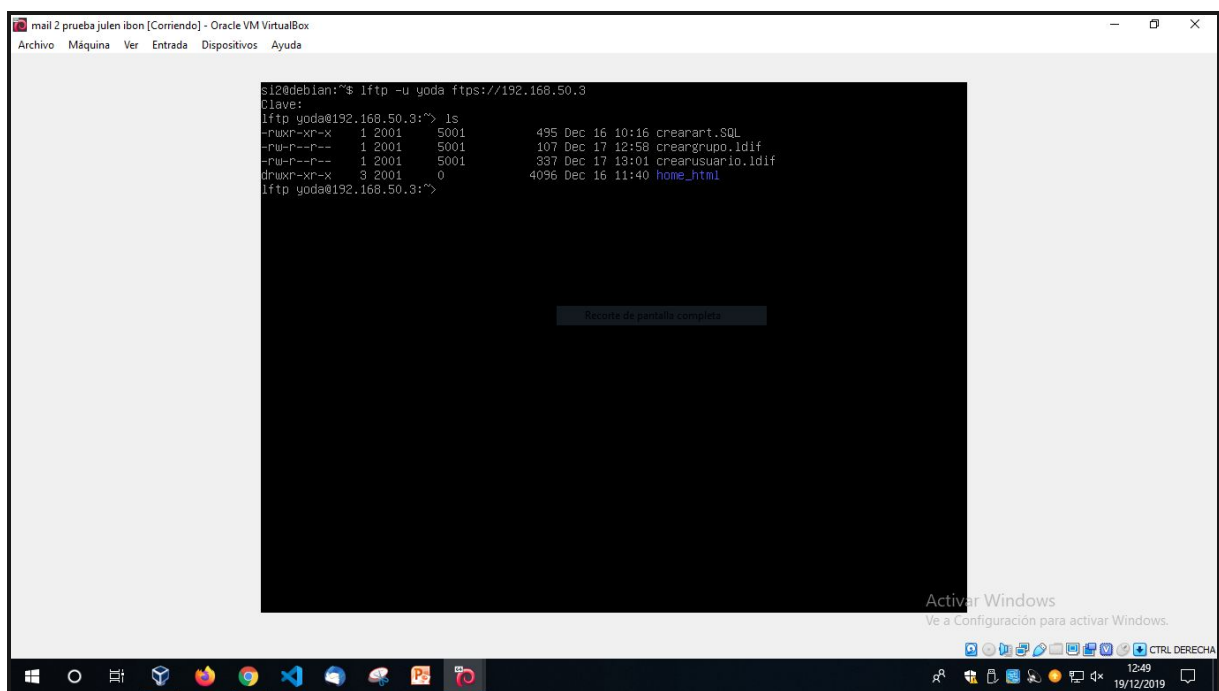 mail 2 prueba julen ibon [Corriendo] - Oracle VM VirtualBox
Archivo Máquina Ver Entrada Dispositivos Ayuda
si2@debian:~$ lftp -u yoda ftps://192.168.50.3
Clave:
lftp yoda@192.168.50.3:~> ls
-rwxr-xr-x 1 2001 5001 495 Dec 16 10:16 crearart.SQL
-rw-r--r-- 1 2001 5001 107 Dec 17 12:58 creargrupo.ldif
-rw-r--r-- 1 2001 5001 337 Dec 17 13:01 crearusuario.ldif
drwxr-xr-x 3 2001 0 4096 Dec 16 11:40 home_html
lftp yoda@192.168.50.3:~>
Recorte de pantalla completa
Activar Windows
Ve a Configuración para activar Windows.
CTRL DERECHA
12:49
19/12/2019